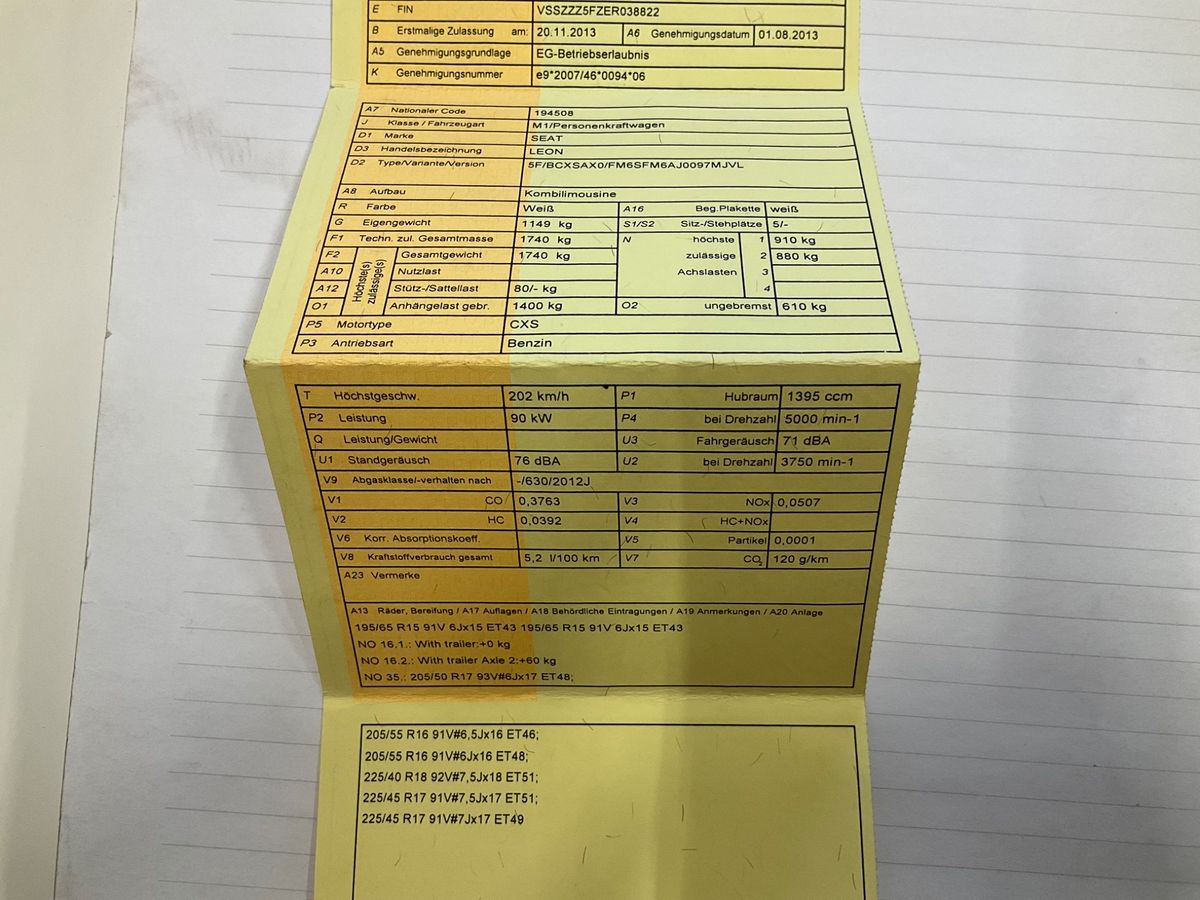 E FIN VSSZZZ5FZER038822
B Erstmalige Zulassung am: 20.11.2013 A6 Genehmigungsdatum 01.08.2013
A5 Genehmigungsgrundlage EG-Betriebserlaubnis
K Genehmigungsnummer e9*2007/46*0094*06
A7 Nationaler Code 194508
J Klasse / Fahrzeugart M1/Personenkraftwagen
D1 Marke SEAT
D3 Handelsbezeichnung LEON
D2 Type/Variante/Version 5F/BCXSAX0/FM6SFM6AJ0097MJVL
A8 Aufbau Kombilimousine
R Farbe Weiß A16 Beg.Plakette weiß
G Eigengewicht 1149 kg S1/S2 Sitz-/Stehplätze 5/-
F1 Techn. zul. Gesamtmasse 1740 kg N höchste 1 910 kg
F2 Höchste(s) zulässige(s) Gesamtgewicht 1740 kg zulässige 2 880 kg
A10 Nutzlast Achslasten 3
A12 Stütz-/Sattellast 80/- kg 4
O1 Anhängelast gebr. 1400 kg O2 ungebremst 610 kg
P5 Motortype CXS
P3 Antriebsart Benzin
T Höchstgeschw. 202 km/h P1 Hubraum 1395 ccm
P2 Leistung 90 kW P4 bei Drehzahl 5000 min-1
Q Leistung/Gewicht U3 Fahrgeräusch 71 dBA
U1 Standgeräusch 76 dBA U2 bei Drehzahl 3750 min-1
V9 Abgasklasse/-verhalten nach -/630/2012J
V1 CO 0,3763 V3 NOx 0,0507
V2 HC 0,0392 V4 HC+NOx
V6 Korr. Absorptionskoeff. V5 Partikel 0,0001
V8 Kraftstoffverbrauch gesamt 5,2 l/100 km V7 CO₂ 120 g/km
A23 Vermerke
A13 Räder, Bereifung / A17 Auflagen / A18 Behördliche Eintragungen / A19 Anmerkungen / A20 Anlage
195/65 R15 91V 6Jx15 ET43 195/65 R15 91V 6Jx15 ET43
NO 16.1.: With trailer:+0 kg
NO 16.2.: With trailer Axle 2:+60 kg
NO 35.: 205/50 R17 93V#6Jx17 ET48;
205/55 R16 91V#6,5Jx16 ET46;
205/55 R16 91V#6Jx16 ET48;
225/40 R18 92V#7,5Jx18 ET51;
225/45 R17 91V#7,5Jx17 ET51;
225/45 R17 91V#7Jx17 ET49